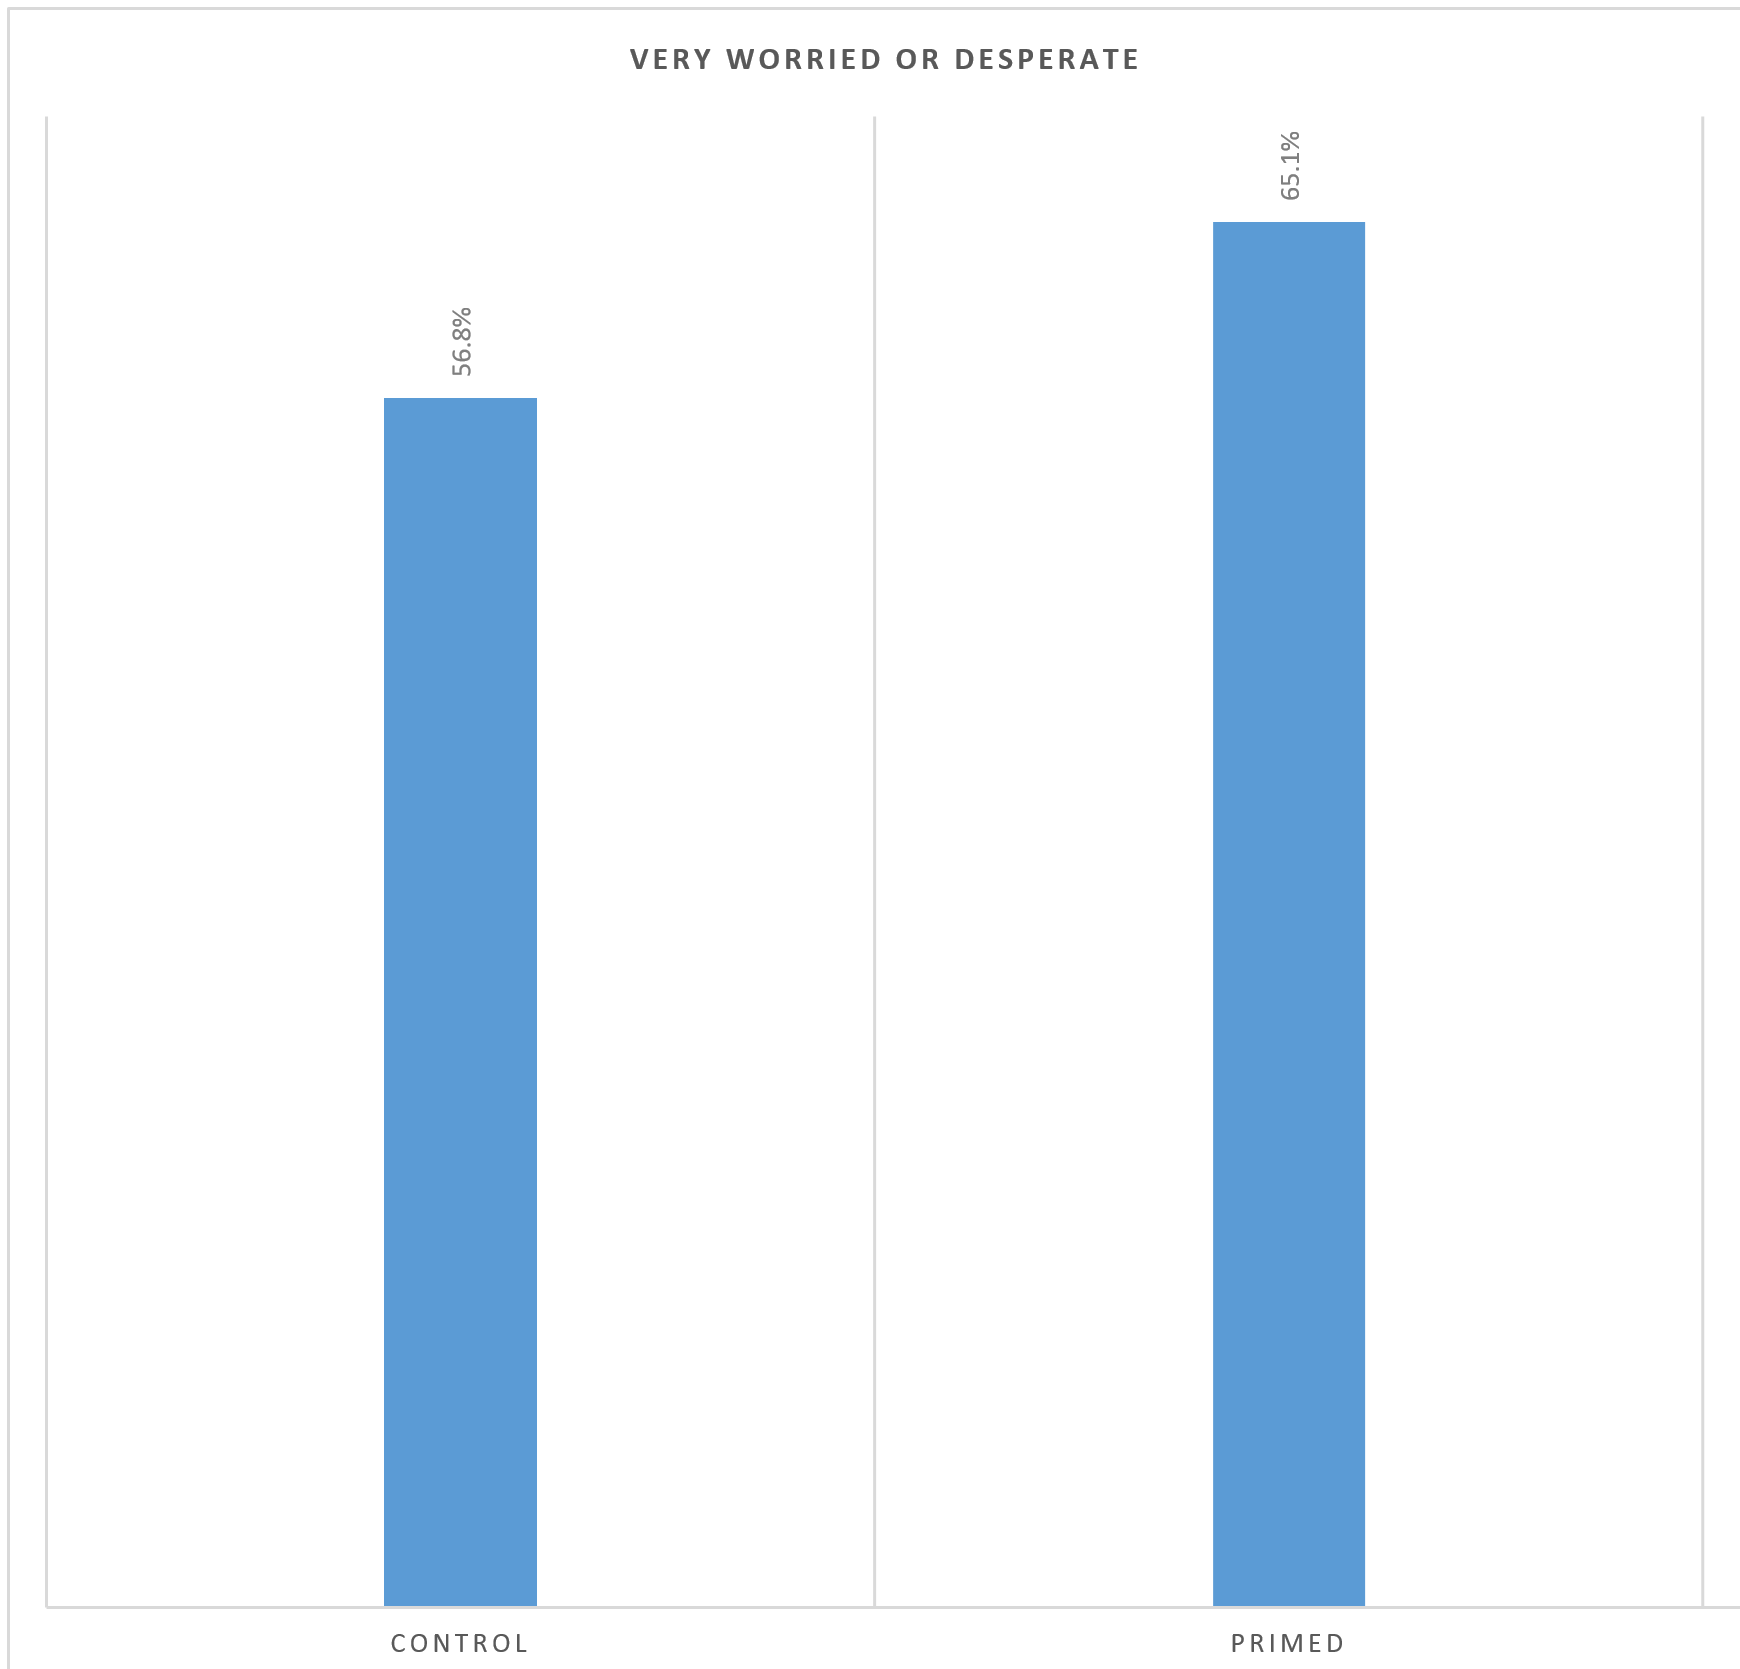 VERY WORRIED OR DESPERATE
56.8%
65.1%
CONTROL
PRIMED